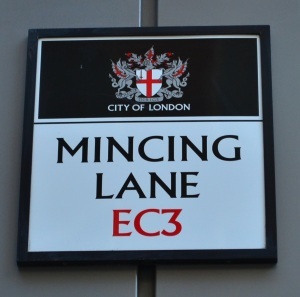 CITY OF LONDON
MINCING
LANE
EC3